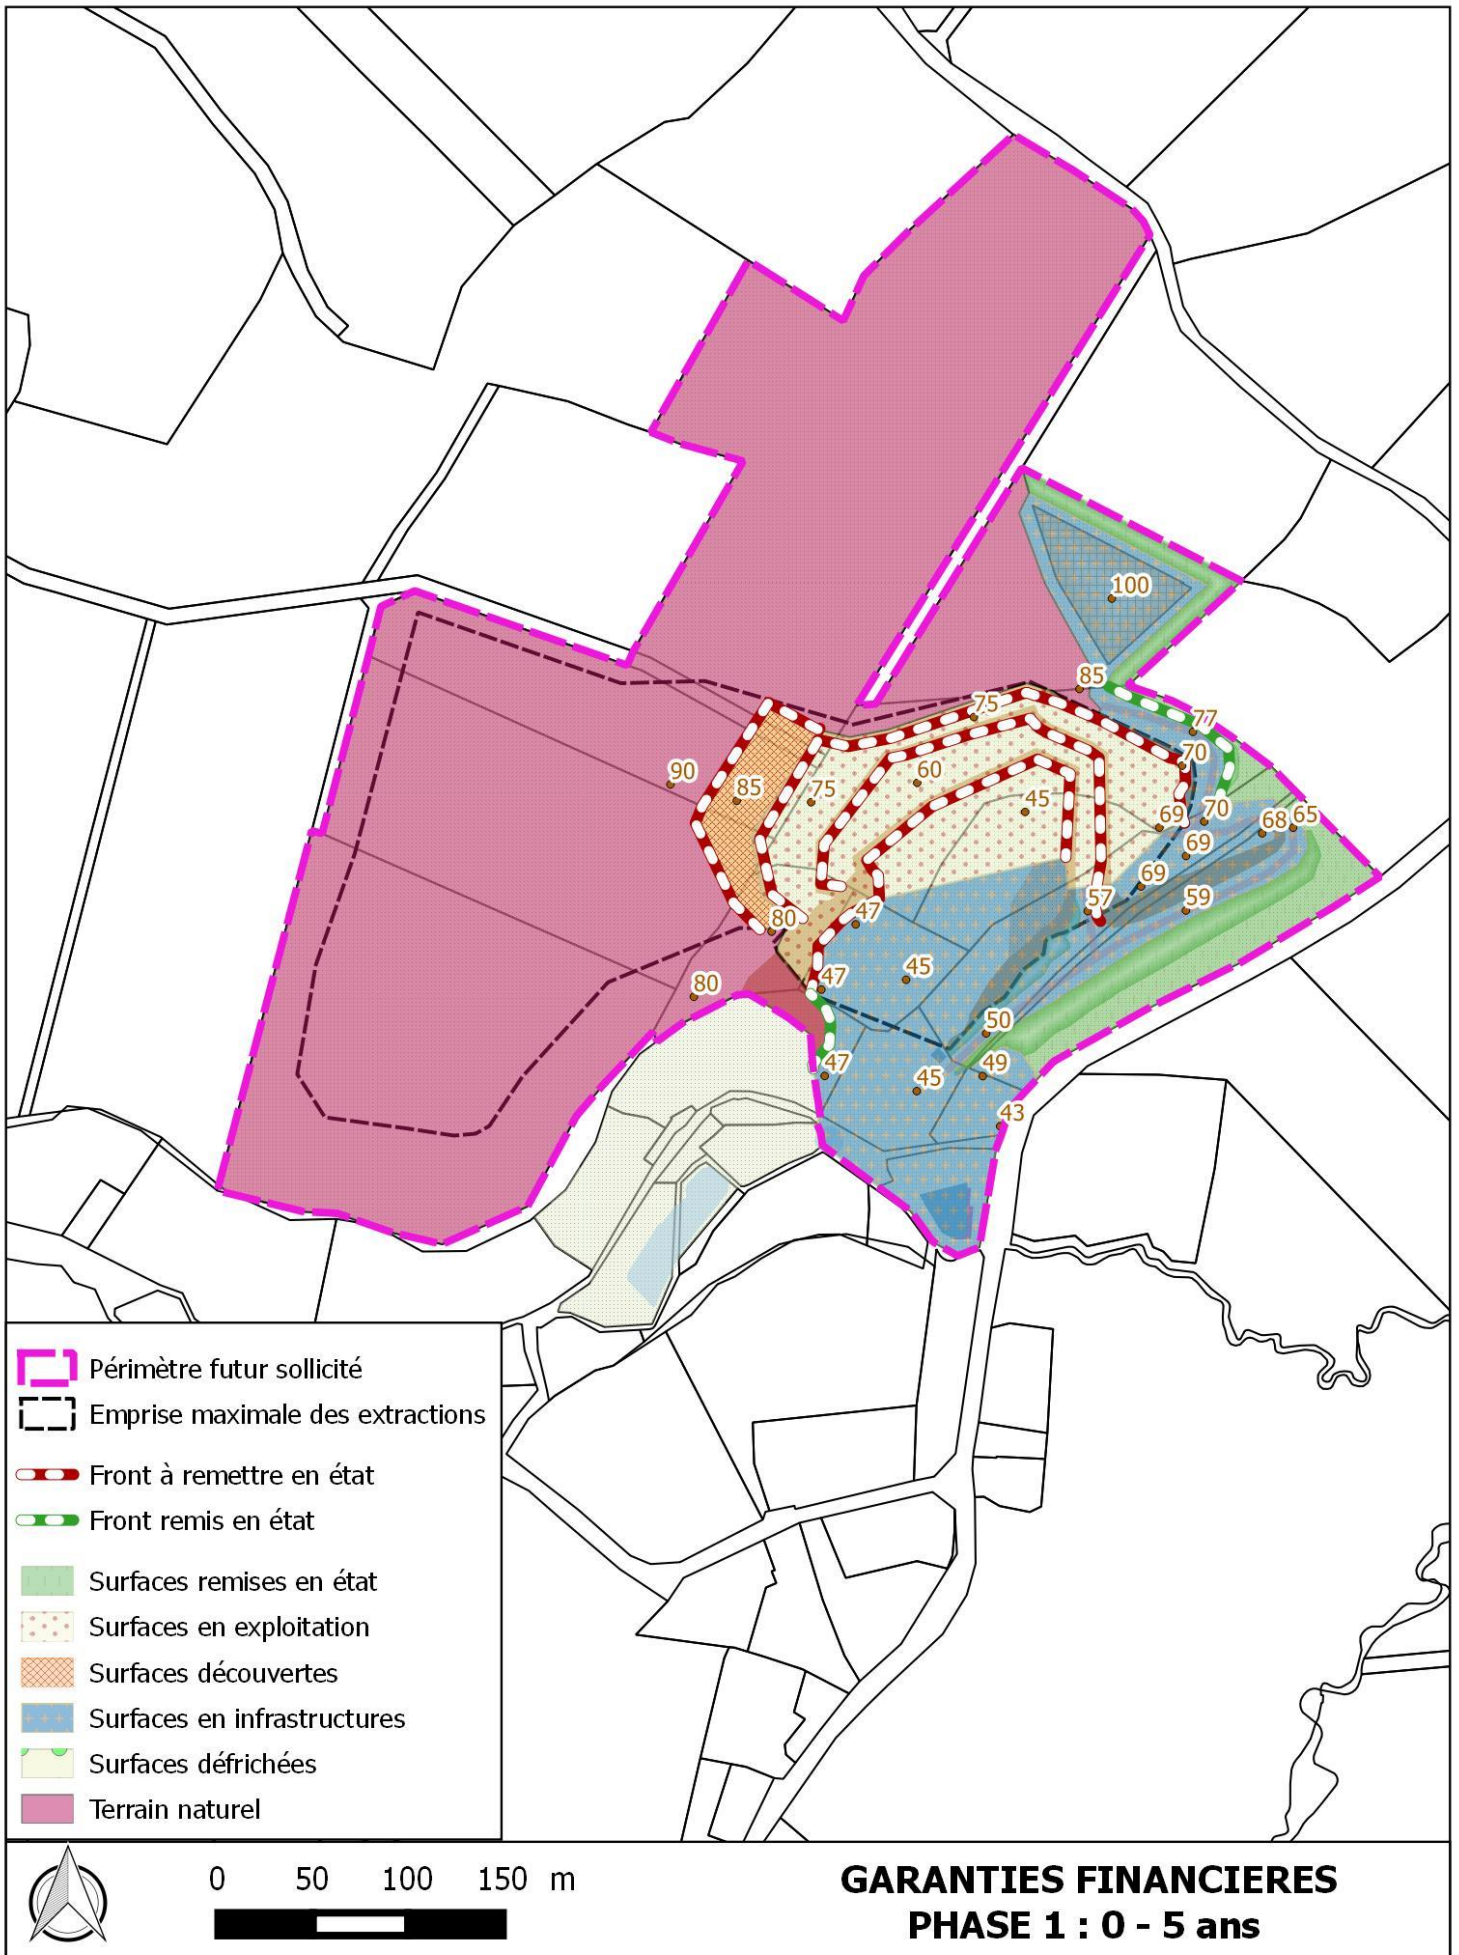 100
85
77
75
70
90
85
75
60
45
69
70
68
65
69
69
59
57
80
47
45
47
80
50
47
45
49
43
Périmètre futur sollicité
Emprise maximale des extractions
Front à remettre en état
Front remis en état
Surfaces remises en état
Surfaces en exploitation
Surfaces découvertes
Surfaces en infrastructures
Surfaces défrichées
Terrain naturel
0 50 100 150 m
GARANTIES FINANCIERES
PHASE 1 : 0 - 5 ans